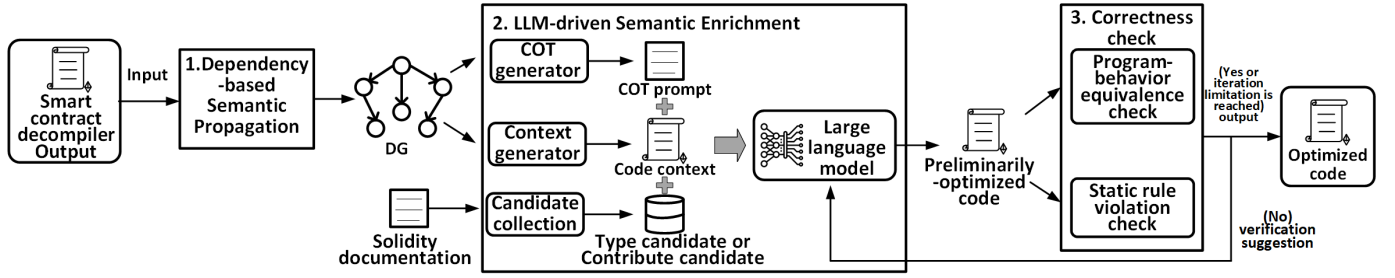 Smart
contract
decompiler
Output
Input
1.Dependency
-based
Semantic
Propagation
DG
Solidity
documentation
2. LLM-driven Semantic Enrichment
COT
generator
COT prompt
Context
generator
Code context
Candidate
collection
Type candidate or
Contribute candidate
Large
language
model
Preliminarily
-optimized
code
3. Correctness
check
Program-
behavior
equivalence
check
Static rule
violation
check
(Yes or
iteration
limitation is
reached)
output
(No)
verification
suggestion
Optimized
code